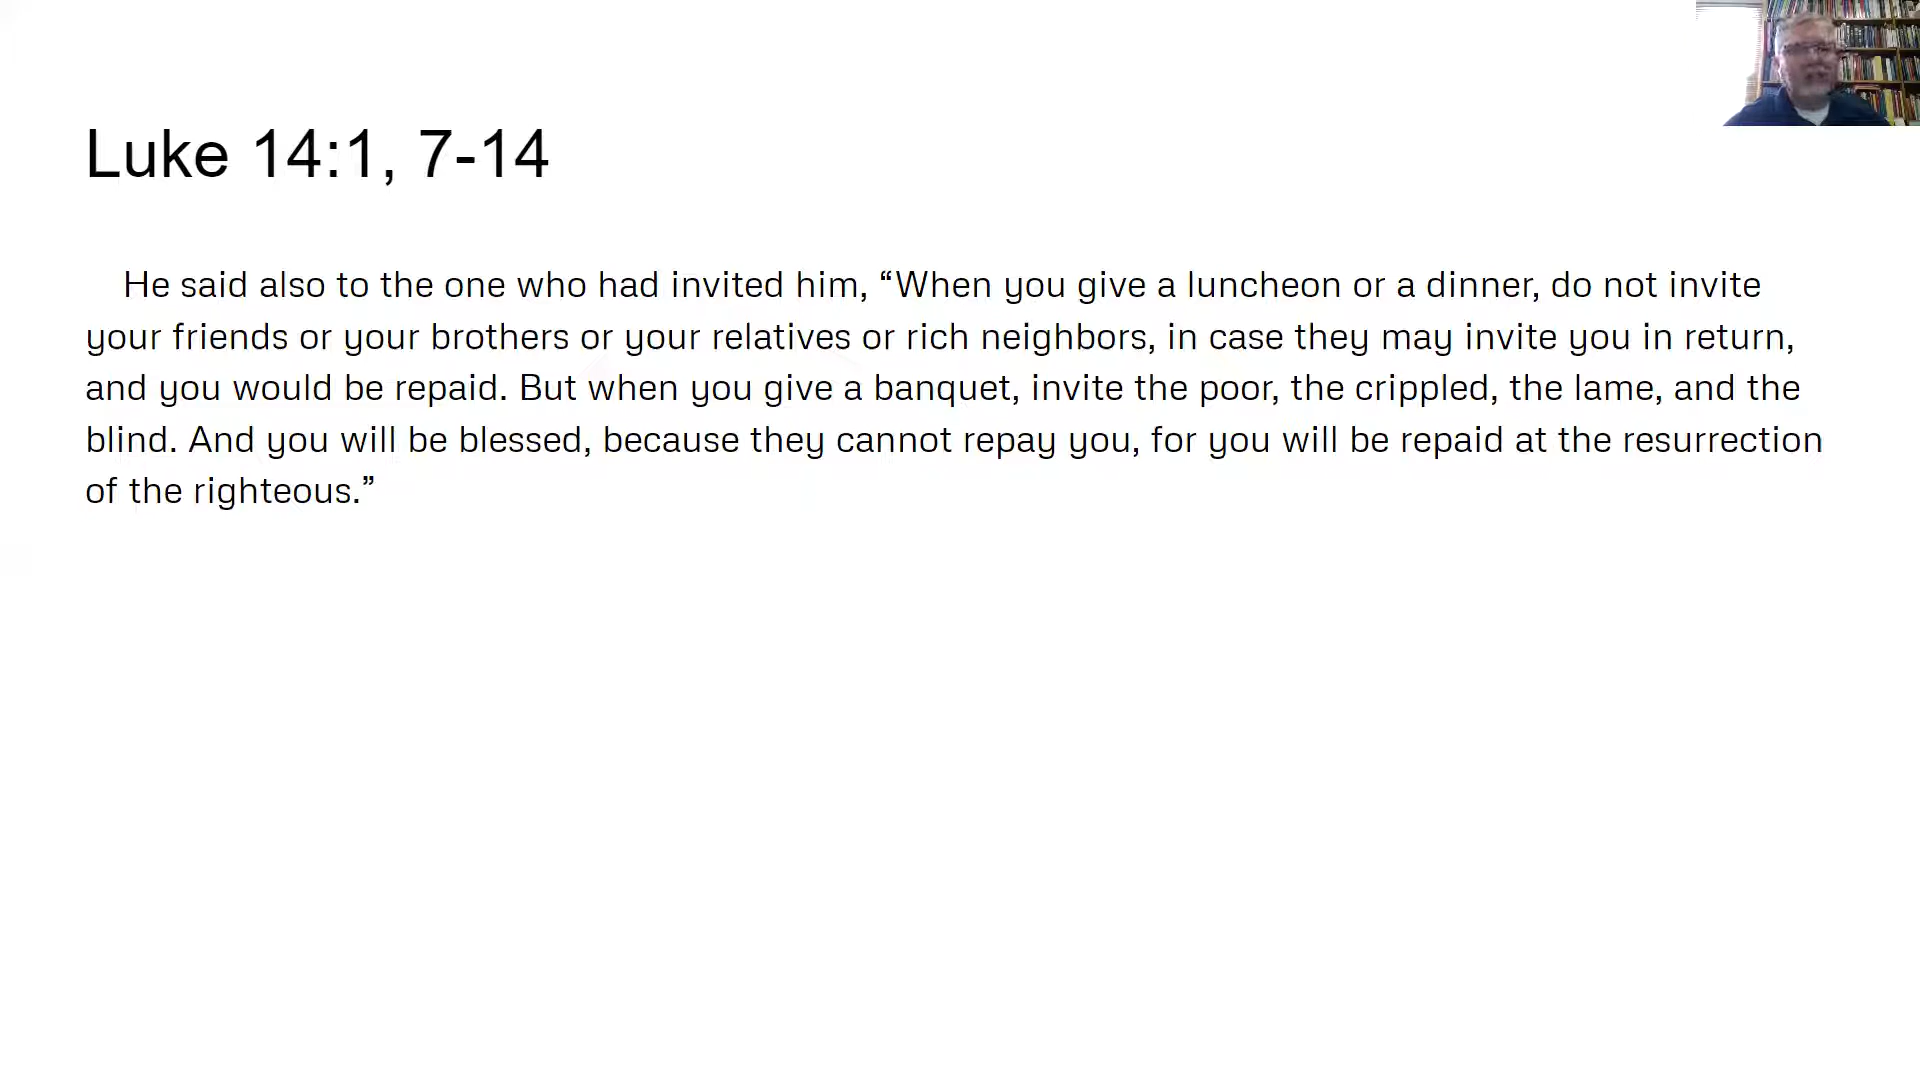 Luke 14:1, 7-14
He said also to the one who had invited him, “When you give a luncheon or a dinner, do not invite
your friends or your brothers or your relatives or rich neighbors, in case they may invite you in return,
and you would be repaid. But when you give a banquet, invite the poor, the crippled, the lame, and the
blind. And you will be blessed, because they cannot repay you, for you will be repaid at the resurrection
of the righteous.”